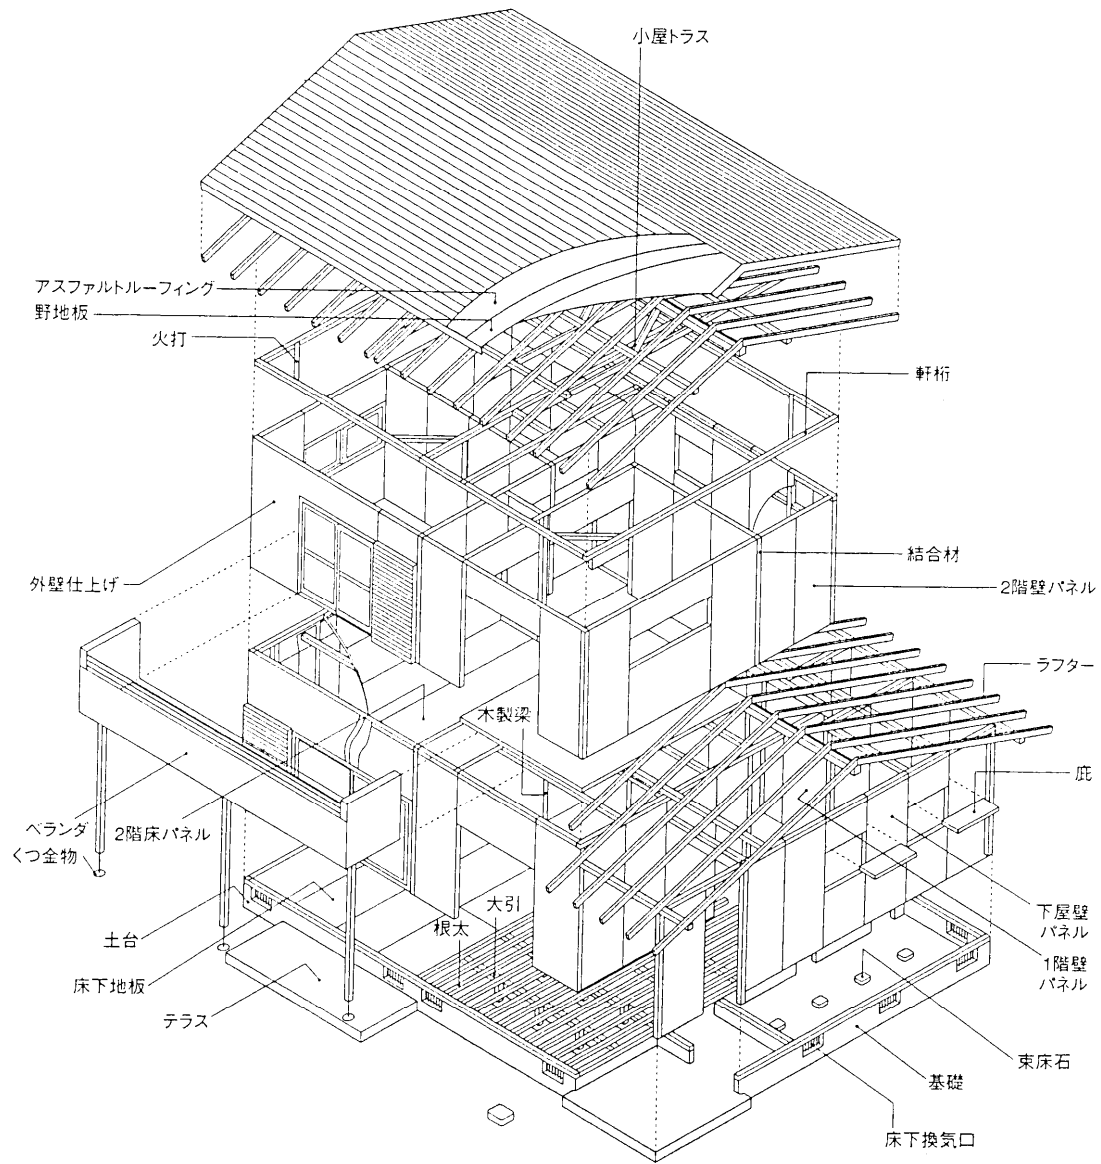 小屋トラス
アスファルトルーフィング
野地板
火打
軒桁
結合材
2階壁パネル
外壁仕上げ
ラフター
木製梁
庇
ベランダ
2階床パネル
くつ金物
大引
根太
下屋壁
パネル
土台
1階壁
パネル
床下地板
テラス
束床石
基礎
床下換気口